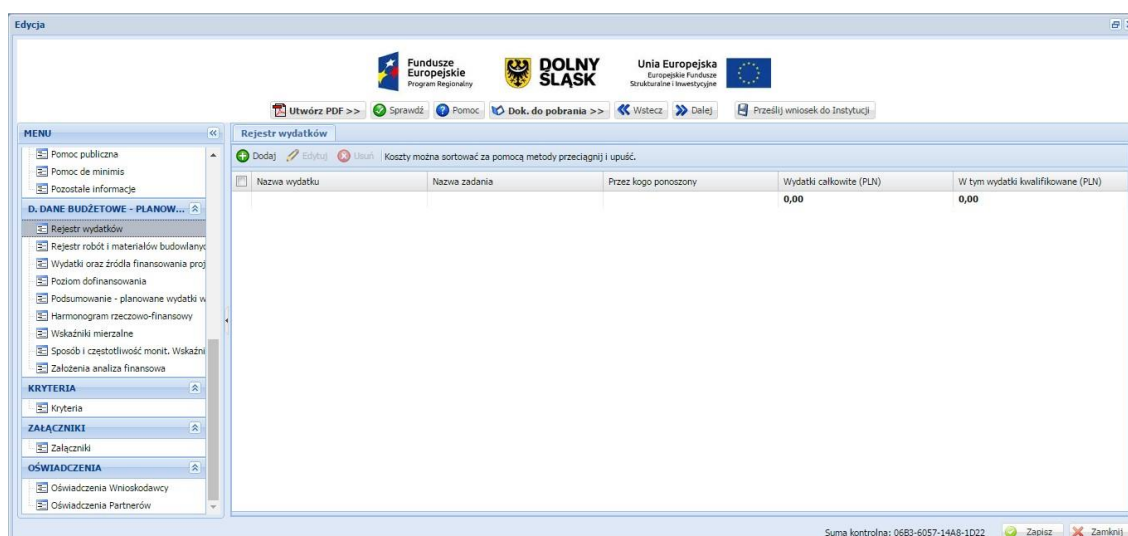 Edycja
Fundusze
Europejskie
Program Regionalny
DOLNY
ŚLĄSK
Unia Europejska
Europejskie Fundusze
Strukturalne i Inwestycyjne
Utwórz PDF >> Sprawdź Pomoc Dok. do pobrania >> Wstecz Dalej Prześlij wniosek do Instytucji
MENU
Pomoc publiczna
Pomoc de minimis
Pozostałe informacje
D. DANE BUDŻETOWE - PLANOW...
Rejestr wydatków
Rejestr robót i materiałów budowlanyc
Wydatki oraz źródła finansowania proj
Poziom dofinansowania
Podsumowanie - planowane wydatki w
Harmonogram rzeczowo-finansowy
Wskaźniki mierzalne
Sposób i częstotliwość monit. Wskaźni
Założenia analiza finansowa
KRYTERIA
Kryteria
ZAŁĄCZNIKI
Załączniki
OŚWIADCZENIA
Oświadczenia Wnioskodawcy
Oświadczenia Partnerów
Rejestr wydatków
Dodaj Edytuj Usuń Koszty można sortować za pomocą metody przeciągnij i upuść.
Nazwa wydatku Nazwa zadania Przez kogo ponoszony Wydatki całkowite (PLN) W tym wydatki kwalifikowane (PLN)
0,00 0,00
Suma kontrolna: 06B3-6057-14A8-1D22 Zapisz Zamknij